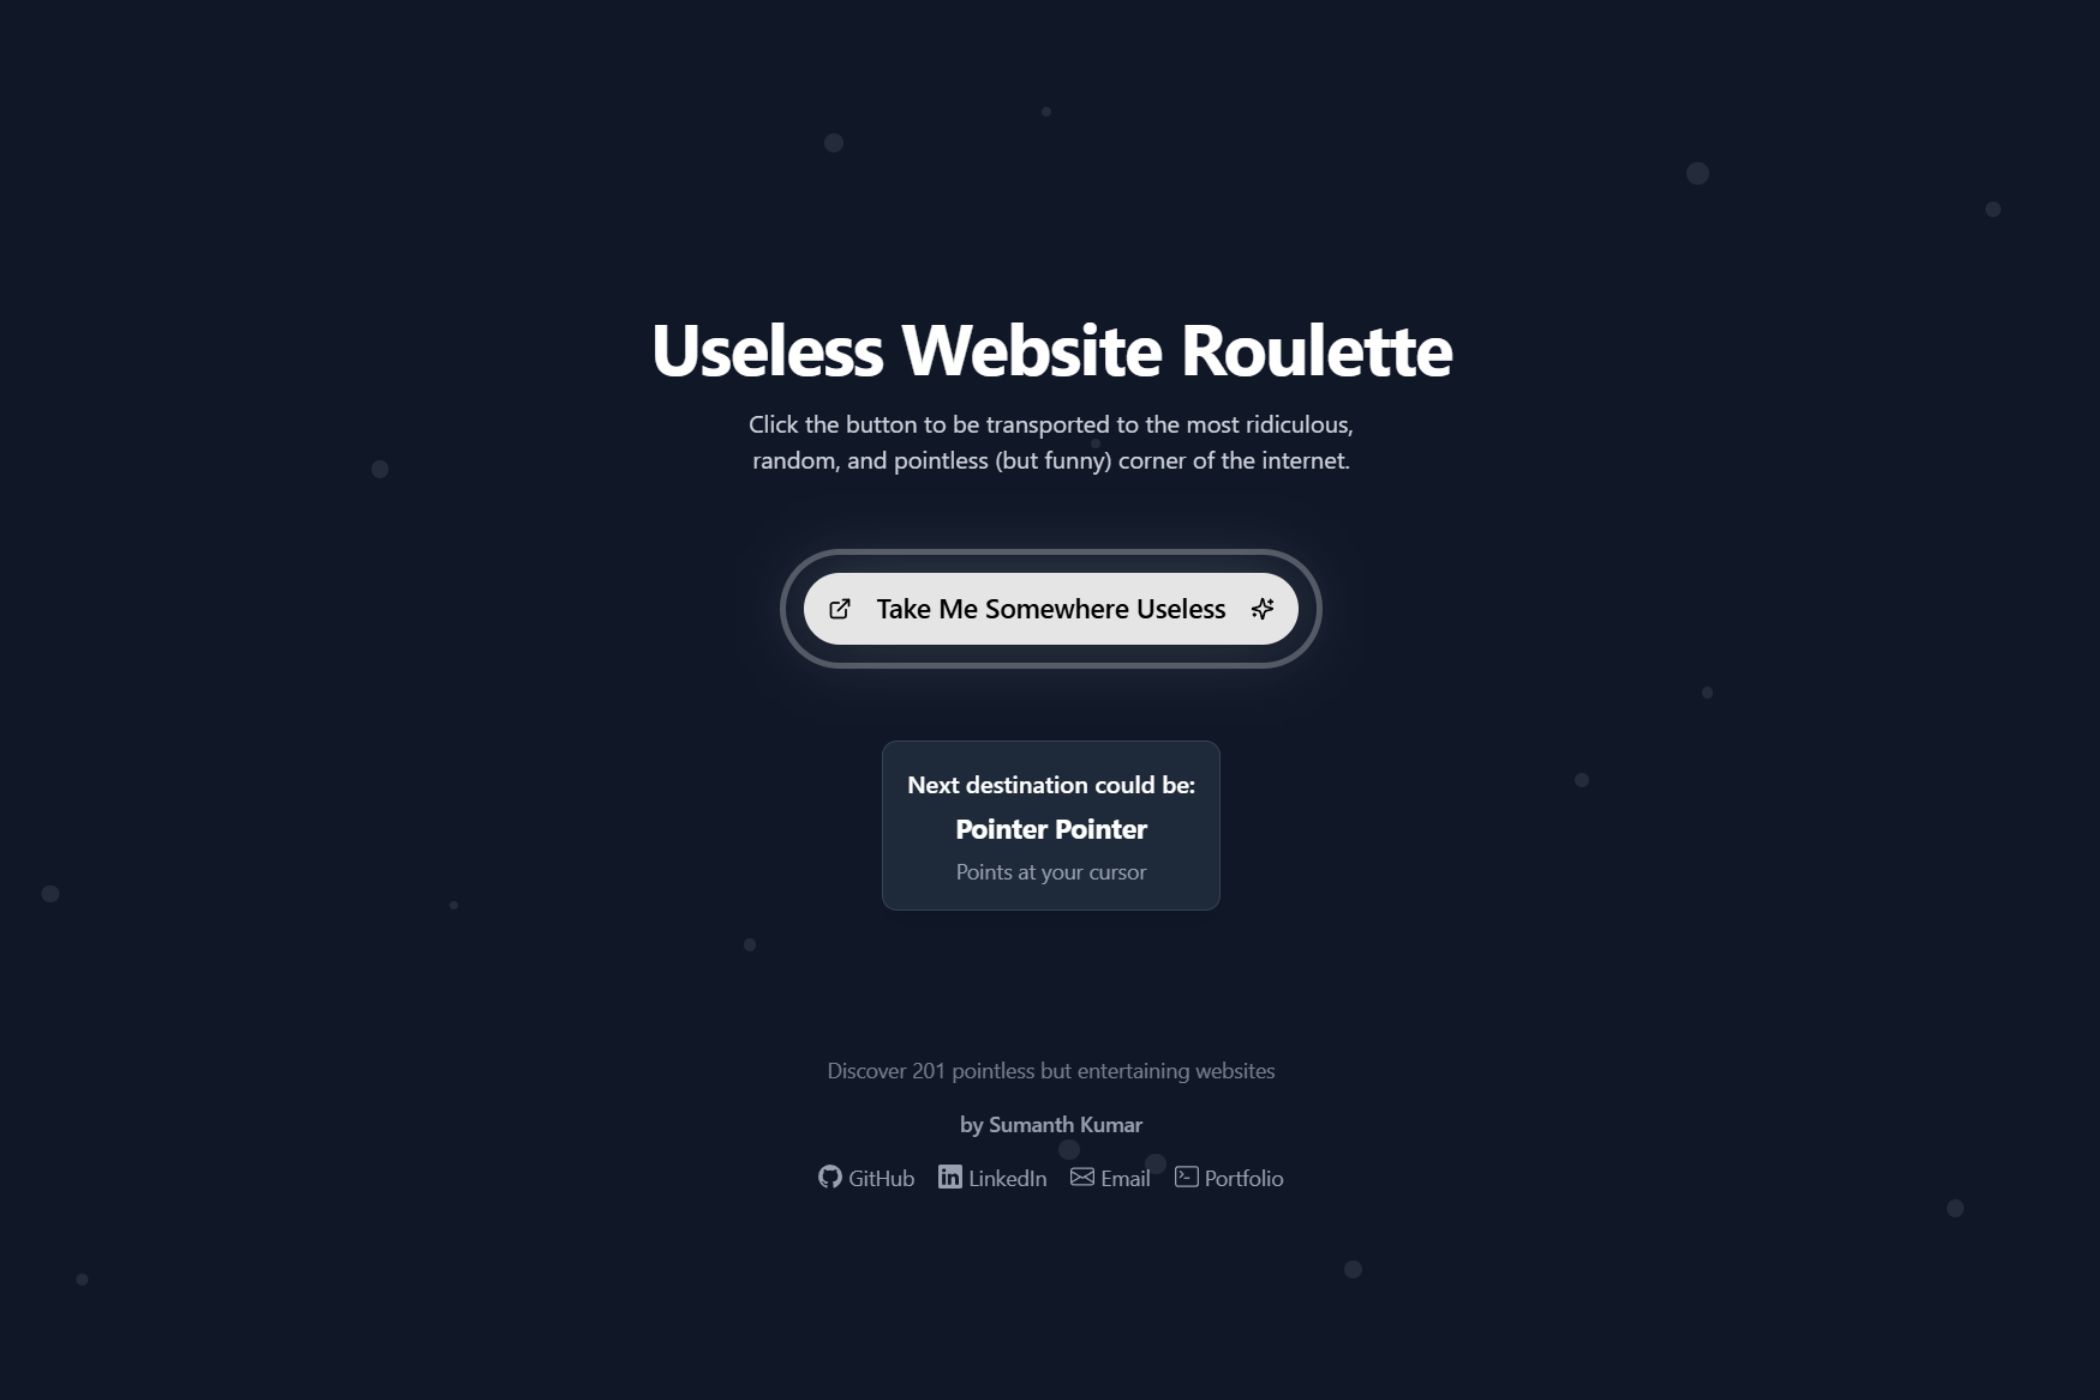 Useless Website Roulette
Click the button to be transported to the most ridiculous,
random, and pointless (but funny) corner of the internet.
Take Me Somewhere Useless
Next destination could be:
Pointer Pointer
Points at your cursor
Discover 201 pointless but entertaining websites
by Sumanth Kumar
GitHub LinkedIn Email Portfolio